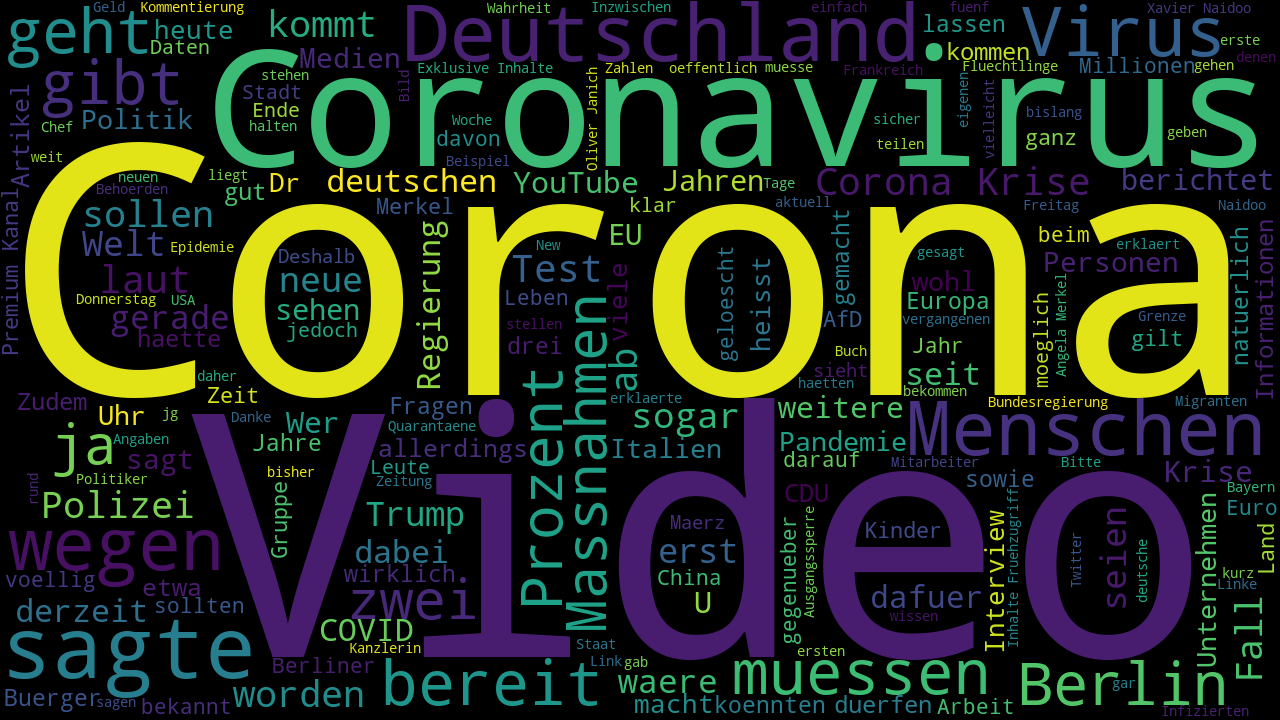 Geld
Kommentierung
geht
heute
Daten
kommt
Medien
Deutschland
Wahrheit
InzwIschen
einfach
fuenf
lassen
kommen
Virus
Xavier Naidoo
erste
denen
gibt
Politik
Chef
Artikel
weit
stehen
Stadt
Ende
halten
Bild
Exklusive Inhalte
Woche
davon
Beispiel
Oliver Janich
Zahlen
oeffentlich
muesse
Frankreich
sicher
teilen
eigenen
Fluechtlinge
vielleicht
Millionen
gehen
bislang
ganz
geben
Coronavirus
neuen
Behoerden
liegt
gut
Dr
deutschen
YouTube
Jahren
Tage
Corona Krise
berichtet
Premium Kanal
sollen
Welt
Epidemie
laut
Donnerstag
USA
gerade
haette
Merkel
Regierung
klar
EU
aktuell
Freitag
Naidoo
Corona
Deshalb
neue
sehen
jedoch
New
Test
Leben
stellen
drei
viele
geloescht
heisst
gemacht
AfD
gesagt
wohl
Europa
vergangenen
Jahr
seit
beim
Personen
erklaert
natuerlich
Informationen
Grenze
gilt
moeglich
Angela Merkel
Buch
sieht
haetten
bekommen
Bundesregierung
Migranten
daher
Zeit
Zudem
Uhr
jg
Danke
Wer
Fragen
Quarantaene
allerdings
Prozent
Massnahmen
ab
erklaerte
sogar
Italien
weitere
Pandemie
darauf
Menschen
ja
Angaben
sagt
Politiker
rund
Polizei
Jahre
bisher
Gruppe
Leute
Zeitung
Trump
dabei
wirklich
zwei
Video
CDU
Mitarbeiter
sowie
Bitte
Krise
Bayern
Euro
wegen
voellig
etwa
derzeit
sollten
Maerz
erst
China
U
gegenueber
Ausgangssperre
Kinder
dafuer
wissen
Interview
Inhalte Fruehzugriff
Twitter
seien
deutsche
Unternehmen
Linke
kurz
Land
Fall
sagte
COVID
Kanzlerin
Berliner
Staat
Link
gab
ersten
Buerger
sagen
bekannt
worden
bereit
waere
macht
muessen
koennten
duerfen
Arbeit
Berlin
gar
Infizierten